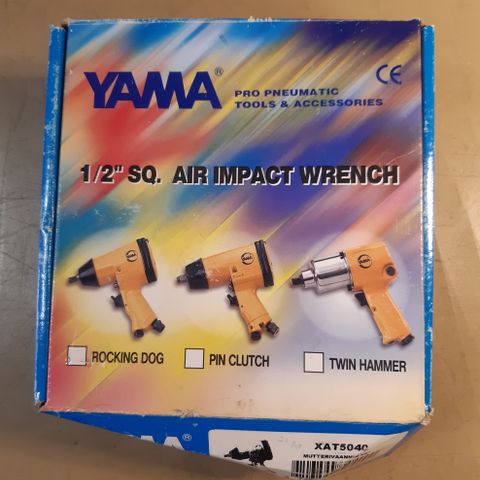 YAMA®
PRO PNEUMATIC
TOOLS & ACCESSORIES
CE
1/2" SQ. AIR IMPACT WRENCH
ROCKING DOG
PIN CLUTCH
TWIN HAMMER
YAMA®
XAT5040